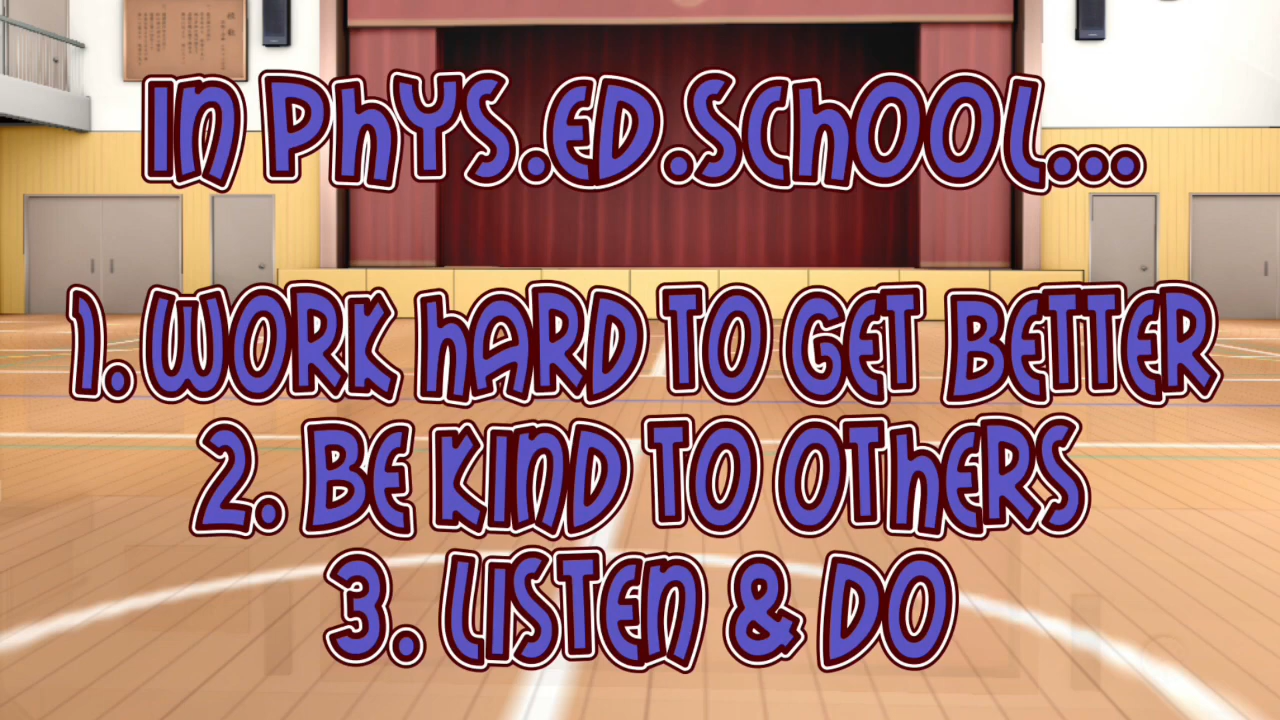 In Phys.Ed.School...
1. Work hard to get better
2. Be kind to others
3. Listen & Do